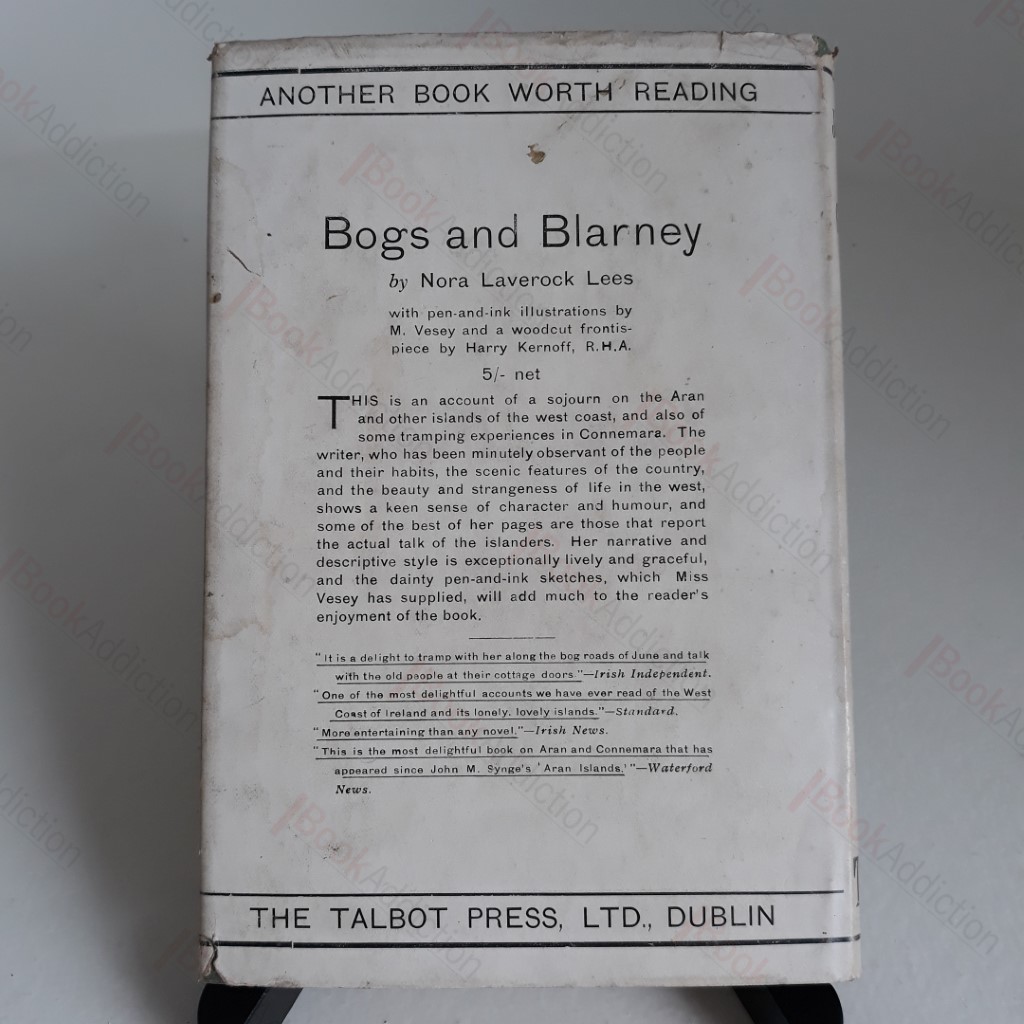 ANOTHER BOOK WORTH READING
Bogs and Blarney
by Nora Laverock Lees
with pen-and-ink illustrations by
M. Vesey and a woodcut frontis-
piece by Harry Kernoff, R.H.A.
5/- net
THIS is an account of a sojourn on the Aran
and other islands of the west coast, and also of
some tramping experiences in Connemara. The
writer, who has been minutely observant of the people
and their habits, the scenic features of the country,
and the beauty and strangeness of life in the west,
shows a keen sense of character and humour, and
some of the best of her pages are those that report
the actual talk of the islanders. Her narrative and
descriptive style is exceptionally lively and graceful,
and the dainty pen-and-ink sketches, which Miss
Vesey has supplied, will add much to the reader's
enjoyment of the book.
"It is a delight to tramp with her along the bog roads of June and talk
with the old people at their cottage doors."—Irish Independent.
"One of the most delightful accounts we have ever read of the West
Coast of Ireland and its lonely, lovely islands."—Standard.
"More entertaining than any novel."—Irish News.
"This is the most delightful book on Aran and Connemara that has
appeared since John M. Synge's 'Aran Islands.'"—Waterford
News.
THE TALBOT PRESS, LTD., DUBLIN
BookAddiction